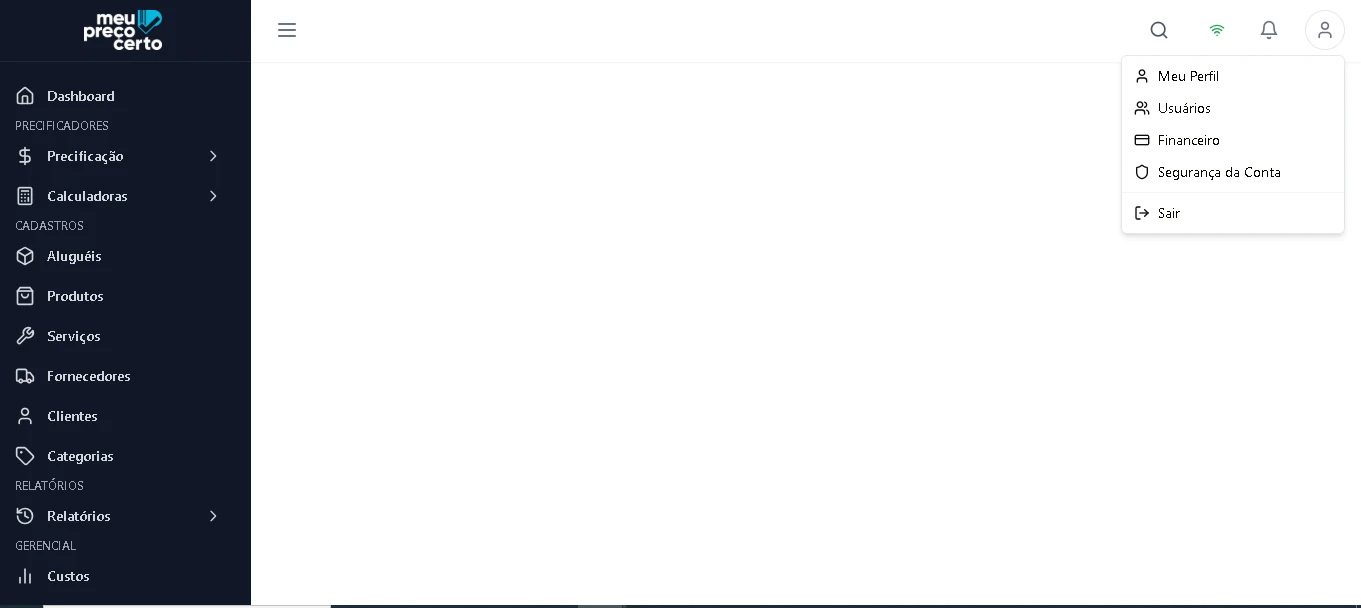 meu
preço
certo
Dashboard
PRECIFICADORES
Precificação
Calculadoras
CADASTROS
Aluguéis
Produtos
Serviços
Fornecedores
Clientes
Categorias
RELATÓRIOS
Relatórios
GERENCIAL
Custos
Meu Perfil
Usuários
Financeiro
Segurança da Conta
Sair